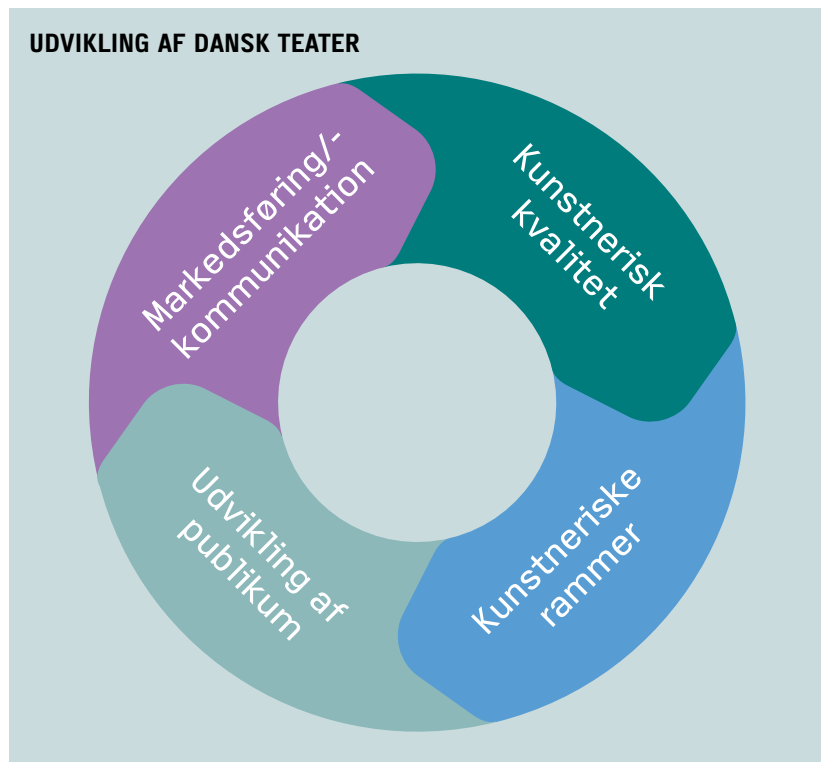 UDVIKLING AF DANSK TEATER
Markedsføring/-
kommunikation
Kunstnerisk
kvalitet
Kunstneriske
rammer
Udvikling af
publikum